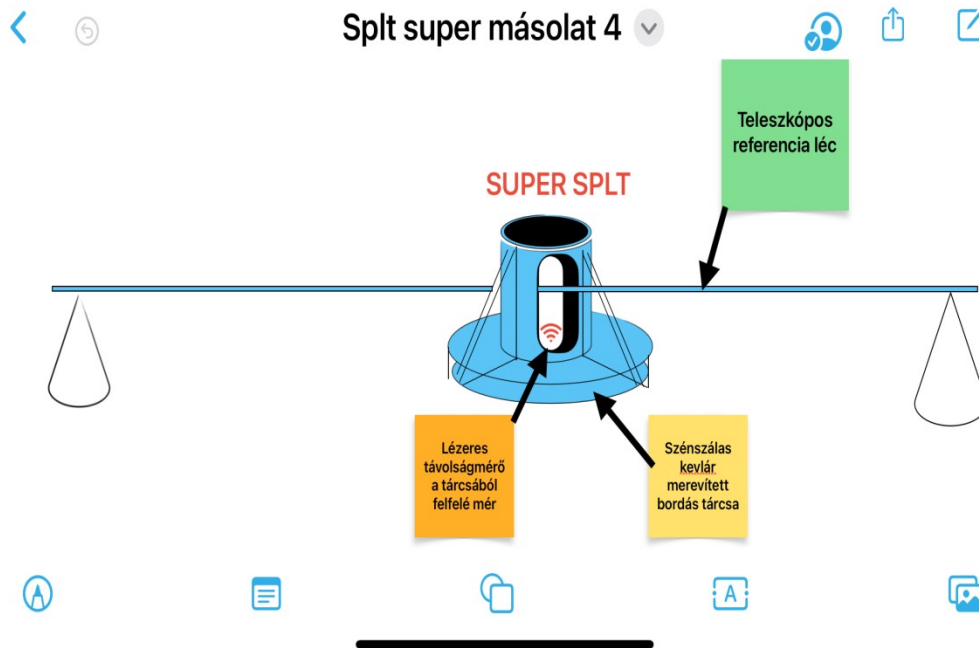 Splt super másolat 4
Teleszkópos
referencia léc
SUPER SPLT
Lézeres
távolságmérő
a tárcsából
felfelé mér
Szénszálas
kevlár
merevített
bordás tárcsa
A